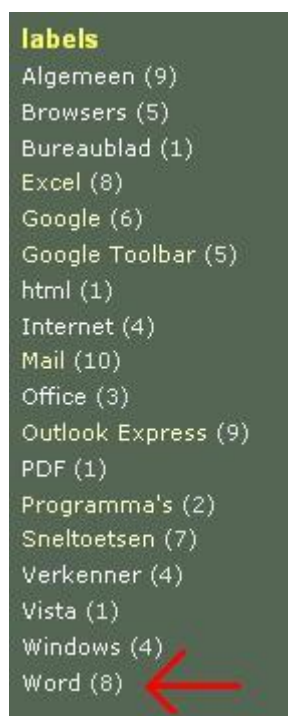 labels
Algemeen (9)
Browsers (5)
Bureaublad (1)
Excel (8)
Google (6)
Google Toolbar (5)
html (1)
Internet (4)
Mail (10)
Office (3)
Outlook Express (9)
PDF (1)
Programma's (2)
Sneltoetsen (7)
Verkenner (4)
Vista (1)
Windows (4)
Word (8)